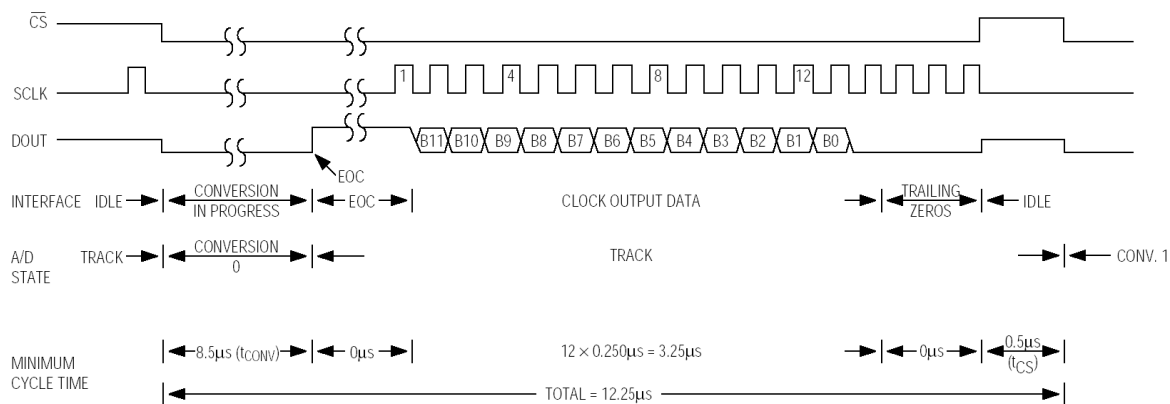 CS
SCLK
1 4 8 12
DOUT
B11 B10 B9 B8 B7 B6 B5 B4 B3 B2 B1 B0
EOC
INTERFACE IDLE CONVERSION IN PROGRESS EOC CLOCK OUTPUT DATA TRAILING ZEROS IDLE
A/D STATE TRACK CONVERSION 0 TRACK CONV. 1
MINIMUM CYCLE TIME 8.5µs (tCONV) 0µs 12 × 0.250µs = 3.25µs 0µs 0.5µs (tCS)
TOTAL = 12.25µs